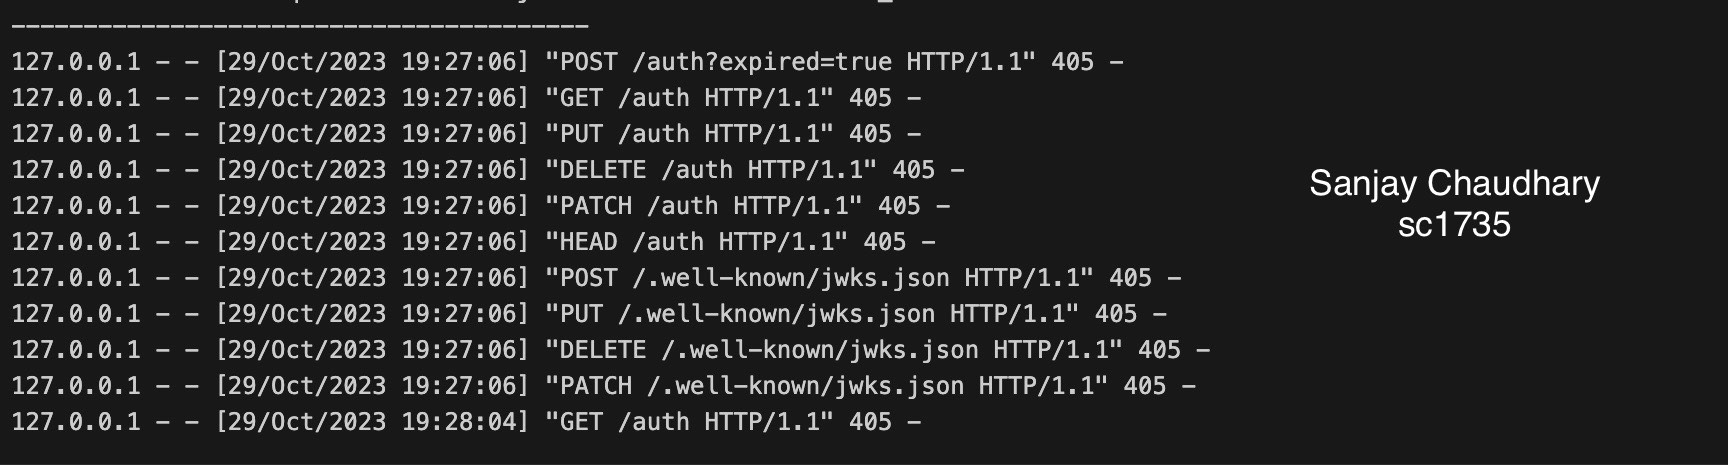 ----------------------------------------
127.0.0.1 - - [29/Oct/2023 19:27:06] "POST /auth?expired=true HTTP/1.1" 405 -
127.0.0.1 - - [29/Oct/2023 19:27:06] "GET /auth HTTP/1.1" 405 -
127.0.0.1 - - [29/Oct/2023 19:27:06] "PUT /auth HTTP/1.1" 405 -
127.0.0.1 - - [29/Oct/2023 19:27:06] "DELETE /auth HTTP/1.1" 405 -
127.0.0.1 - - [29/Oct/2023 19:27:06] "PATCH /auth HTTP/1.1" 405 -
127.0.0.1 - - [29/Oct/2023 19:27:06] "HEAD /auth HTTP/1.1" 405 -
127.0.0.1 - - [29/Oct/2023 19:27:06] "POST /.well-known/jwks.json HTTP/1.1" 405 -
127.0.0.1 - - [29/Oct/2023 19:27:06] "PUT /.well-known/jwks.json HTTP/1.1" 405 -
127.0.0.1 - - [29/Oct/2023 19:27:06] "DELETE /.well-known/jwks.json HTTP/1.1" 405 -
127.0.0.1 - - [29/Oct/2023 19:27:06] "PATCH /.well-known/jwks.json HTTP/1.1" 405 -
127.0.0.1 - - [29/Oct/2023 19:28:04] "GET /auth HTTP/1.1" 405 -
Sanjay Chaudhary
sc1735